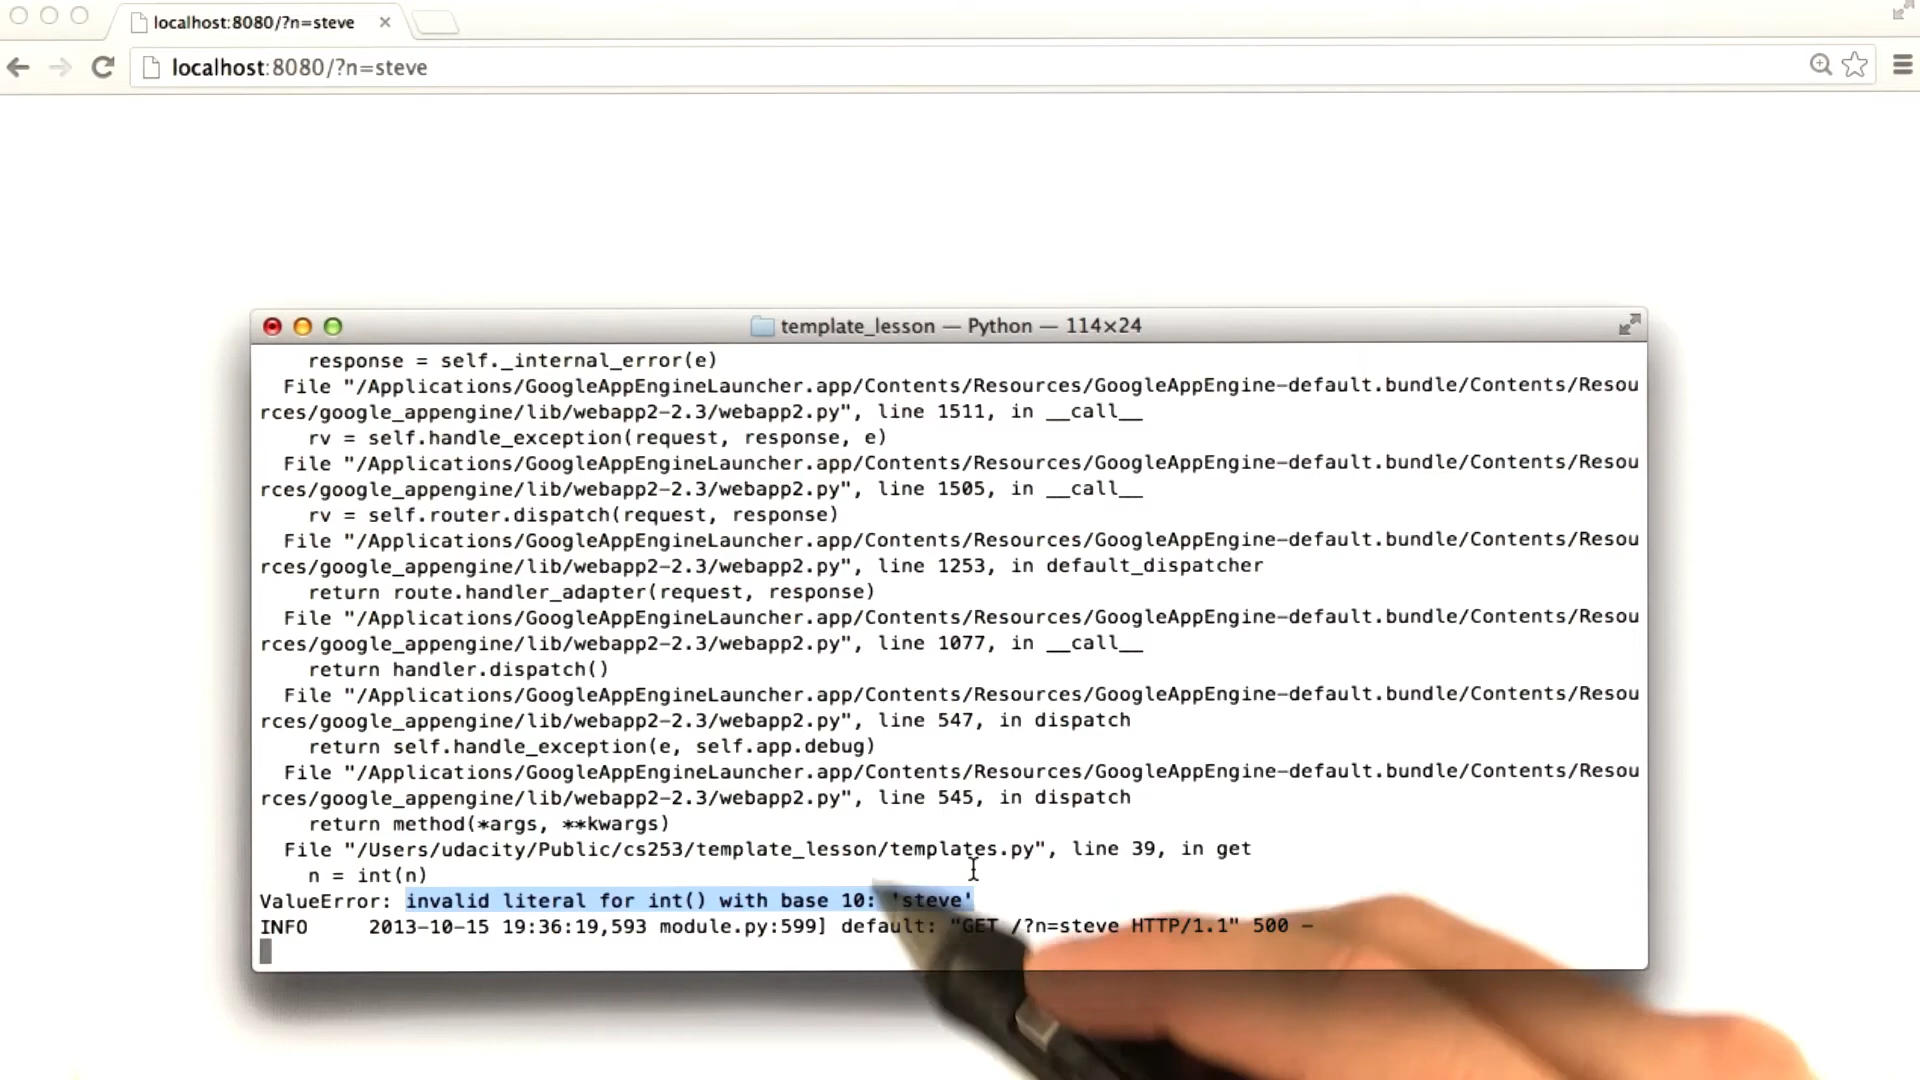 localhost:8080/?n=steve
localhost:8080/?n=steve
template_lesson — Python — 114×24
response = self._internal_error(e)
File "/Applications/GoogleAppEngineLauncher.app/Contents/Resources/GoogleAppEngine-default.bundle/Contents/Resou
rces/google_appengine/lib/webapp2-2.3/webapp2.py", line 1511, in __call__
rv = self.handle_exception(request, response, e)
File "/Applications/GoogleAppEngineLauncher.app/Contents/Resources/GoogleAppEngine-default.bundle/Contents/Resou
rces/google_appengine/lib/webapp2-2.3/webapp2.py", line 1505, in __call__
rv = self.router.dispatch(request, response)
File "/Applications/GoogleAppEngineLauncher.app/Contents/Resources/GoogleAppEngine-default.bundle/Contents/Resou
rces/google_appengine/lib/webapp2-2.3/webapp2.py", line 1253, in default_dispatcher
return route.handler_adapter(request, response)
File "/Applications/GoogleAppEngineLauncher.app/Contents/Resources/GoogleAppEngine-default.bundle/Contents/Resou
rces/google_appengine/lib/webapp2-2.3/webapp2.py", line 1077, in __call__
return handler.dispatch()
File "/Applications/GoogleAppEngineLauncher.app/Contents/Resources/GoogleAppEngine-default.bundle/Contents/Resou
rces/google_appengine/lib/webapp2-2.3/webapp2.py", line 547, in dispatch
return self.handle_exception(e, self.app.debug)
File "/Applications/GoogleAppEngineLauncher.app/Contents/Resources/GoogleAppEngine-default.bundle/Contents/Resou
rces/google_appengine/lib/webapp2-2.3/webapp2.py", line 545, in dispatch
return method(*args, **kwargs)
File "/Users/udacity/Public/cs253/template_lesson/templates.py", line 39, in get
n = int(n)
ValueError: invalid literal for int() with base 10: 'steve'
INFO 2013-10-15 19:36:19,593 module.py:599] default: "GET /?n=steve HTTP/1.1" 500 -